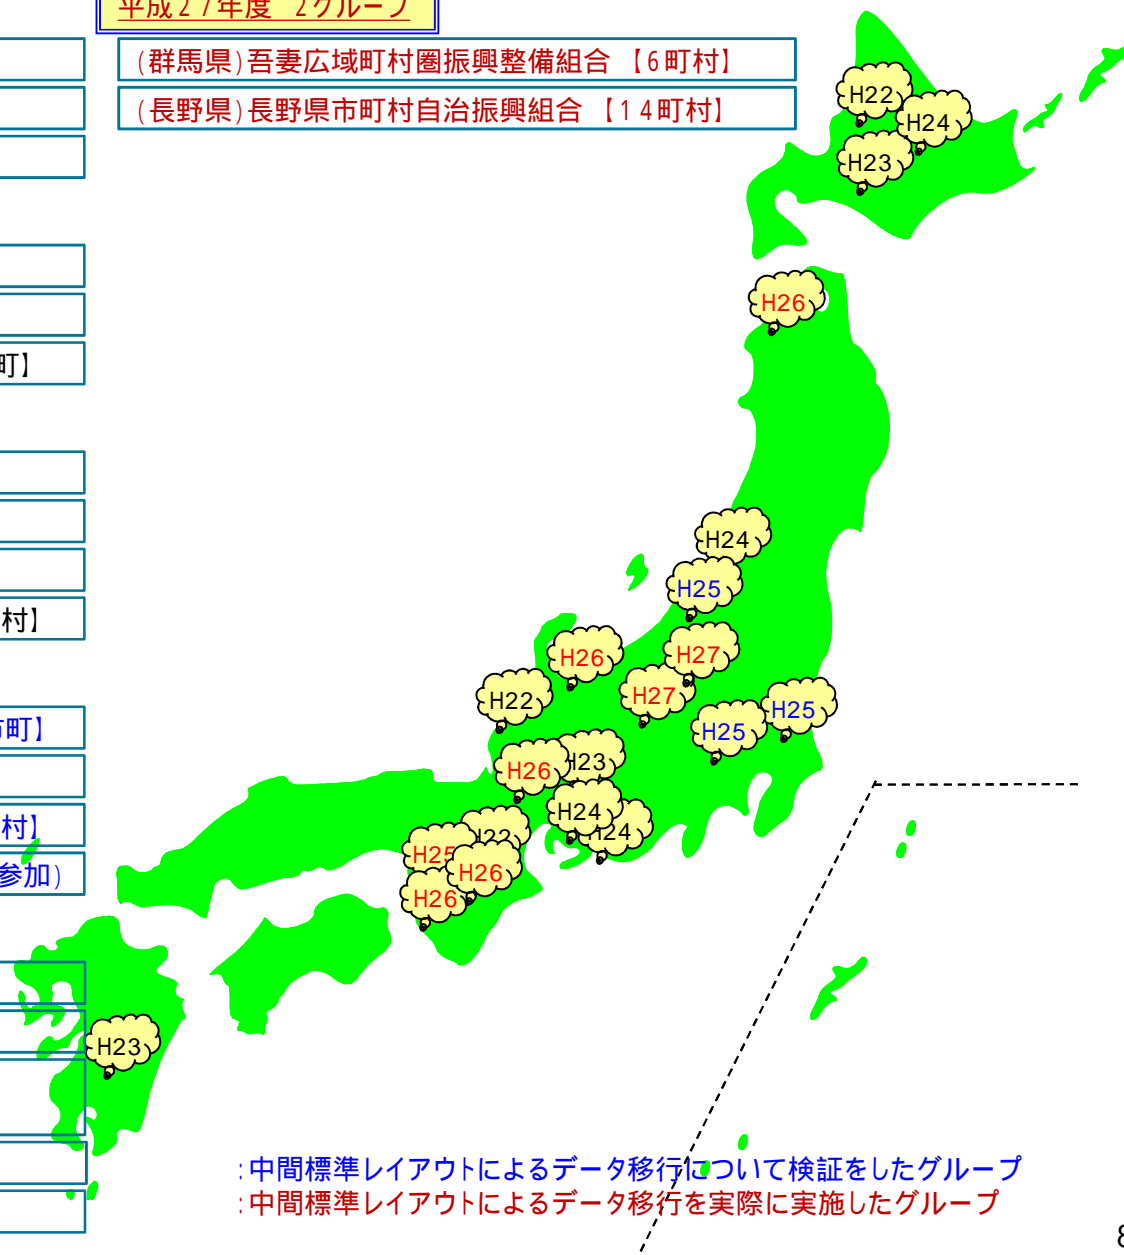 平成27年度 2グループ
(群馬県)吾妻広域町村圏振興整備組合 【6町村】
(長野県)長野県市町村自治振興組合 【14町村】
町】
村】
市町】
村】
参加)
H22
H24
H23
H26
H24
H25
H26
H27
H22
H27
H25
H25
H26
H23
H24
H24
H22
H25
H26
H26
H23
:中間標準レイアウトによるデータ移行について検証をしたグループ
:中間標準レイアウトによるデータ移行を実際に実施したグループ
8